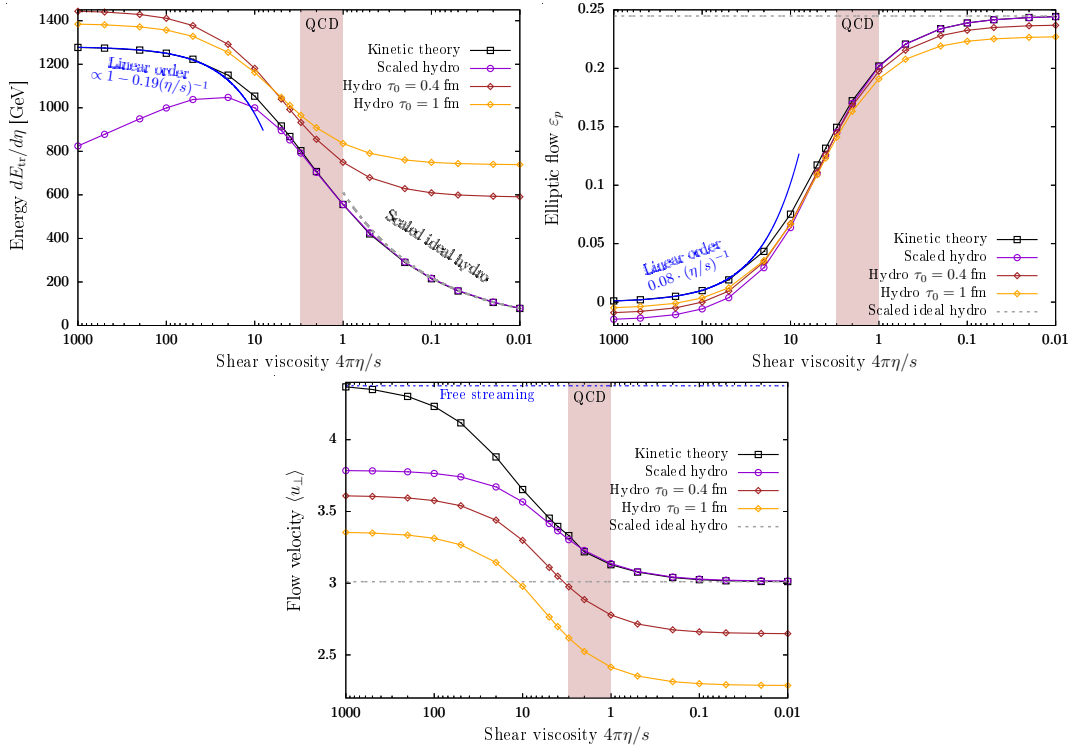 1400
1200
1000
800
600
400
200
0
Energy dE_tr/dη [GeV]
QCD
Kinetic theory
Scaled hydro
Hydro τ₀ = 0.4 fm
Hydro τ₀ = 1 fm
Linear order
∝ 1 − 0.19(η/s)⁻¹
Scaled ideal hydro
1000 100 10 1 0.1 0.01
Shear viscosity 4πη/s
0.25
0.2
0.15
0.1
0.05
0
Elliptic flow ε_p
QCD
Linear order
0.08 · (η/s)⁻¹
Kinetic theory
Scaled hydro
Hydro τ₀ = 0.4 fm
Hydro τ₀ = 1 fm
Scaled ideal hydro
1000 100 10 1 0.1 0.01
Shear viscosity 4πη/s
4
3.5
3
2.5
Flow velocity ⟨u_⊥⟩
Free streaming
QCD
Kinetic theory
Scaled hydro
Hydro τ₀ = 0.4 fm
Hydro τ₀ = 1 fm
Scaled ideal hydro
1000 100 10 1 0.1 0.01
Shear viscosity 4πη/s